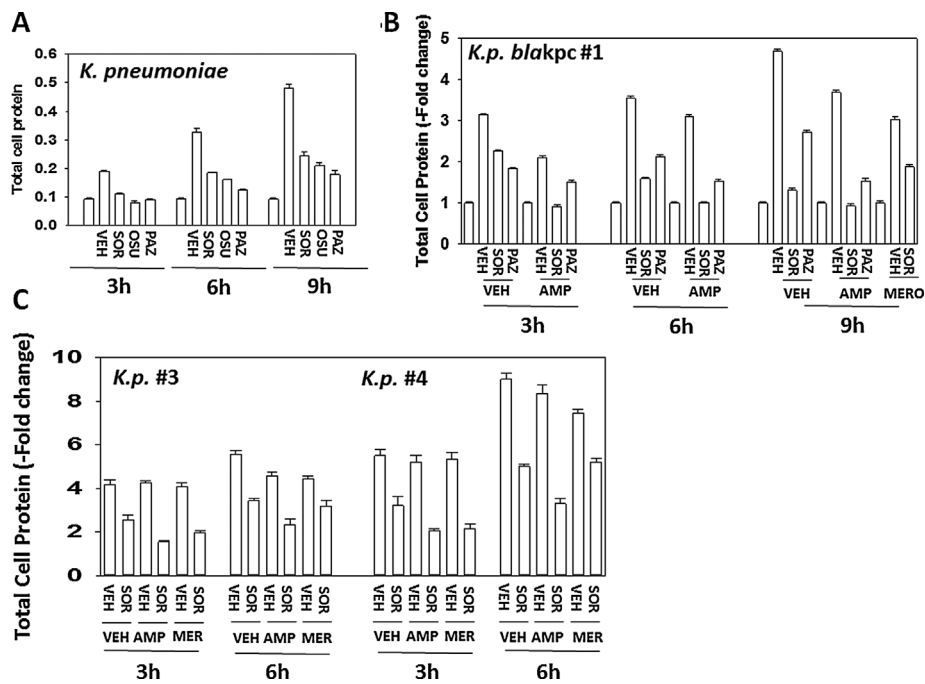 A
K. pneumoniae
Total cell protein
0.6
0.5
0.4
0.3
0.2
0.1
0.0
VEH SOR OSU PAZ VEH SOR OSU PAZ VEH SOR OSU PAZ
3h 6h 9h
B
K.p. blakpc #1
Total Cell Protein (-Fold change)
5
4
3
2
1
0
VEH SOR PAZ VEH SOR PAZ VEH SOR PAZ VEH SOR PAZ VEH SOR PAZ VEH SOR PAZ VEH SOR
VEH AMP VEH AMP VEH AMP MERO
3h 6h 9h
C
K.p. #3 K.p. #4
Total Cell Protein (-Fold change)
10
8
6
4
2
0
VEH SOR VEH SOR VEH SOR VEH SOR VEH SOR VEH SOR VEH SOR VEH SOR VEH SOR VEH SOR VEH SOR VEH SOR
VEH AMP MER VEH AMP MER VEH AMP MER VEH AMP MER
3h 6h 3h 6h